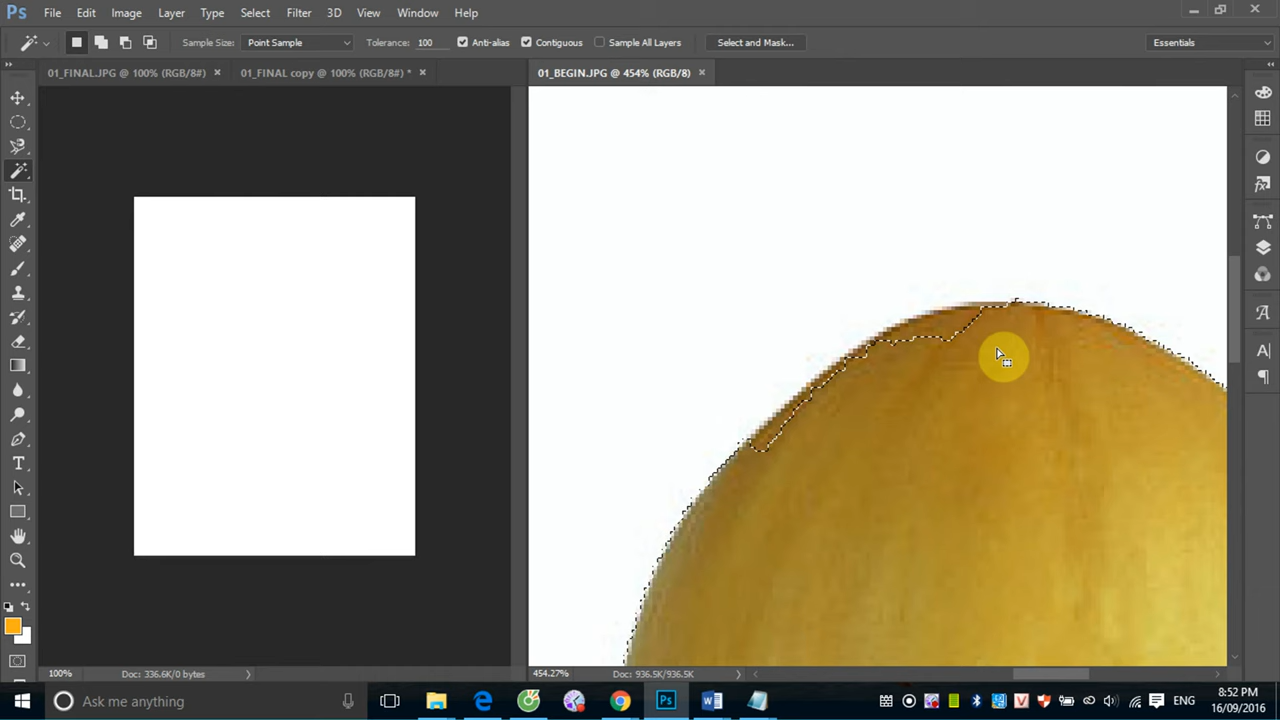 Ps File Edit Image Layer Type Select Filter 3D View Window Help
Sample Size: Point Sample Tolerance: 100 Anti-alias Contiguous Sample All Layers Select and Mask... Essentials
01_FINAL.JPG @ 100% (RGB/8#) × 01_FINAL copy @ 100% (RGB/8#) * × 01_BEGIN.JPG @ 454% (RGB/8) ×
100% Doc: 336.6K/0 bytes 454.27% Doc: 936.5K/936.5K
Ask me anything Ps ENG 8:52 PM
16/09/2016